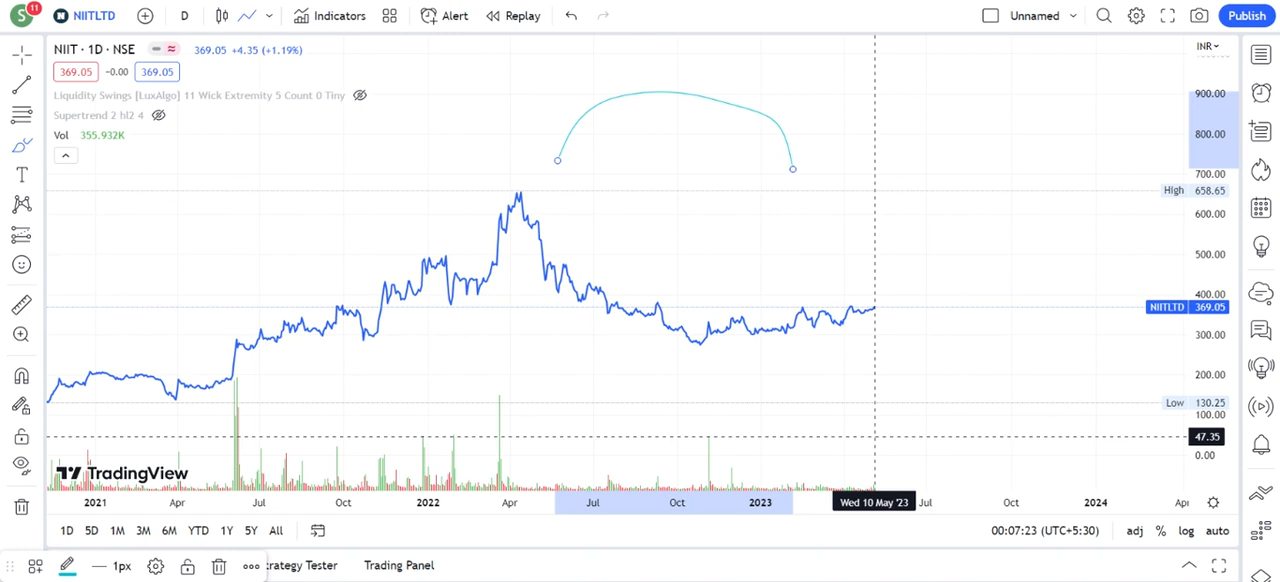 S 11 NIITLTD D Indicators Alert Replay Unnamed Publish
NIIT · 1D · NSE 369.05 +4.35 (+1.19%) INR
369.05 -0.00 369.05
Liquidity Swings [LuxAlgo] 11 Wick Extremity 5 Count 0 Tiny
Supertrend 2 hl2 4
Vol 355.932K
900.00
800.00
700.00
High 658.65
600.00
500.00
400.00
NIITLTD 369.05
300.00
200.00
Low 130.25
100.00
47.35
0.00
TradingView
2021 Apr Jul Oct 2022 Apr Jul Oct 2023 Wed 10 May '23 Jul Oct 2024
1D 5D 1M 3M 6M YTD 1Y 5Y All 00:07:23 (UTC+5:30) adj % log auto
1px trategy Tester Trading Panel